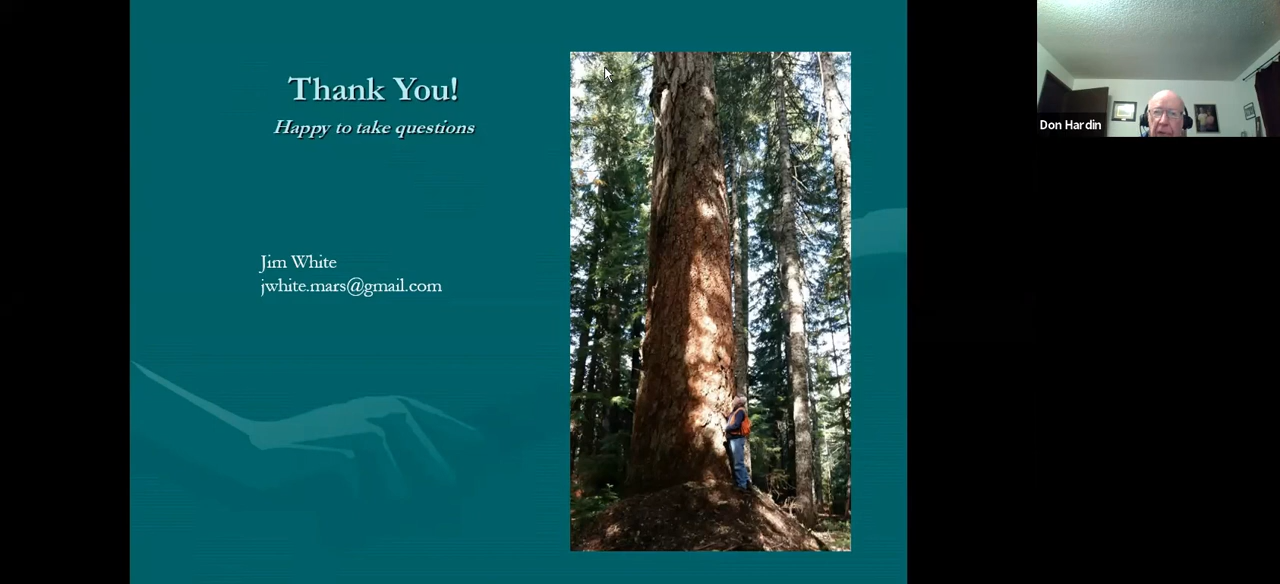 Thank You!
Happy to take questions
Jim White
jwhite.mars@gmail.com
Don Hardin